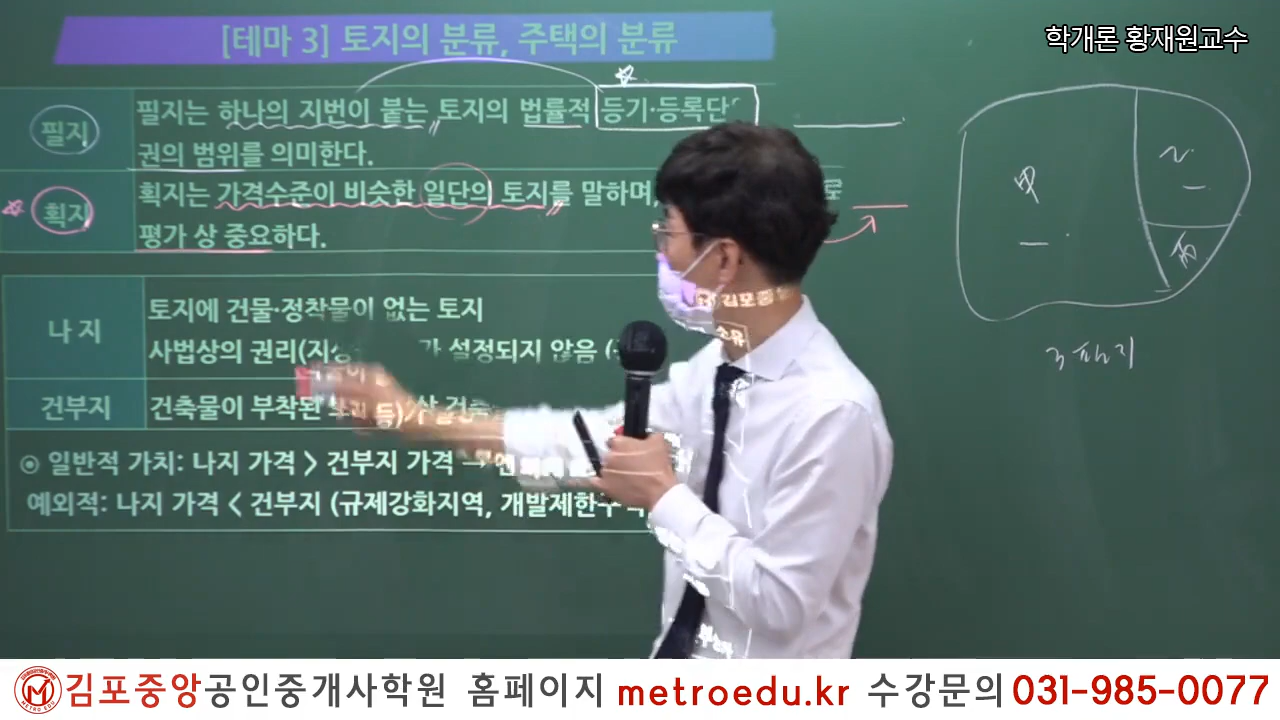 [테마 3] 토지의 분류, 주택의 분류
학개론 황재원교수
필지
필지는 하나의 지번이 붙는 토지의 법률적 등기·등록단
권의 범위를 의미한다.
획지
획지는 가격수준이 비슷한 일단의 토지를 말하며,
로
평가 상 중요하다.
나 지
토지에 건물·정착물이 없는 토지
사법상의 권리(지상 가 설정되지 않음
건부지
건축물이 부착된
◉ 일반적 가치: 나지 가격 > 건부지 가격 →
예외적: 나지 가격 < 건부지 (규제강화지역, 개발제한구
甲
乙
丙
3필지
김포중앙공인중개사학원 홈페이지 metroedu.kr 수강문의 031-985-0077
METRO EDU